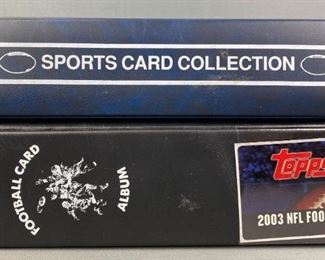 SPORTS CARD COLLECTION
FOOTBALL CARD
ALBUM
TOPPS
2003 NFL FOO